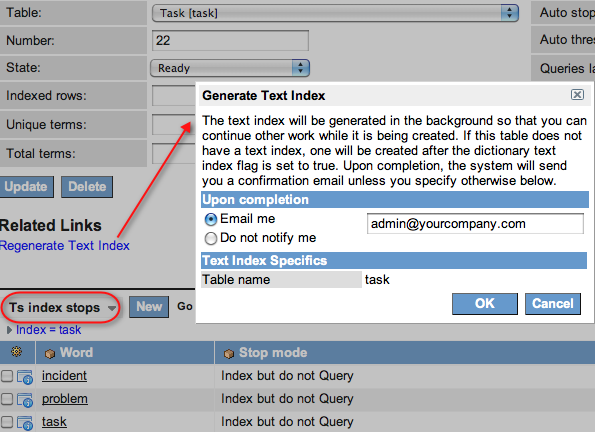 Table:
Task [task]
Auto stop
Number:
22
Auto thres
State:
Ready
Queries la
Indexed rows:
Unique terms:
Total terms:
Update
Delete
Related Links
Regenerate Text Index
Generate Text Index
The text index will be generated in the background so that you can
continue other work while it is being created. If this table does not
have a text index, one will be created after the dictionary text
index flag is set to true. Upon completion, the system will send
you a confirmation email unless you specify otherwise below.
Upon completion
Email me
admin@yourcompany.com
Do not notify me
Text Index Specifics
Table name
task
OK
Cancel
Ts index stops
New
Go
Index = task
Word
Stop mode
incident
Index but do not Query
problem
Index but do not Query
task
Index but do not Query